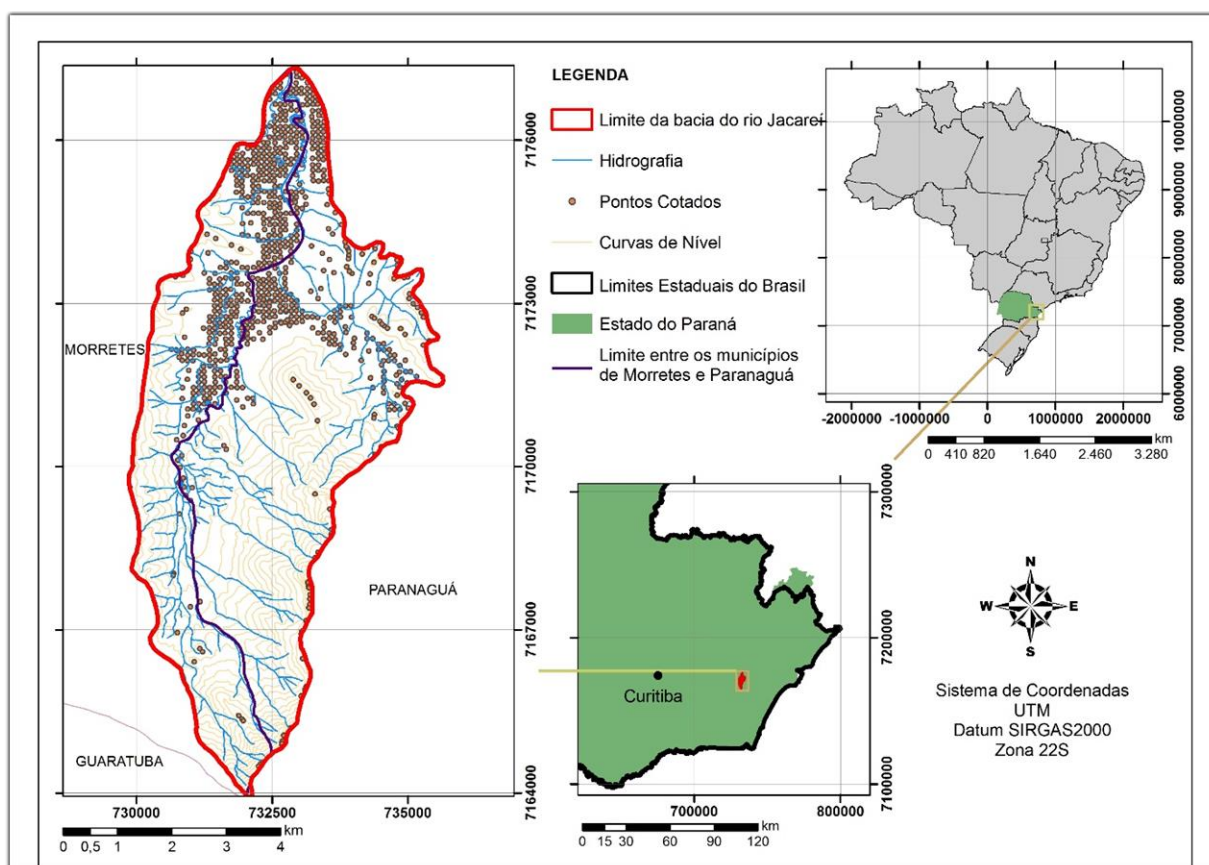 LEGENDA
Limite da bacia do rio Jacareí
Hidrografia
Pontos Cotados
Curvas de Nível
Limites Estaduais do Brasil
Estado do Paraná
Limite entre os municípios
de Morretes e Paranaguá
MORRETES
PARANAGUÁ
GUARATUBA
7176000
7173000
7170000
7167000
7164000
730000 732500 735000
0 0,5 1 2 3 4 km
10000000
9000000
8000000
7000000
6000000
-2000000 -1000000 0 1000000 2000000
0 410 820 1.640 2.460 3.280 km
Curitiba
7300000
7200000
7100000
700000 800000
0 15 30 60 90 120 km
N
W E
S
Sistema de Coordenadas
UTM
Datum SIRGAS2000
Zona 22S